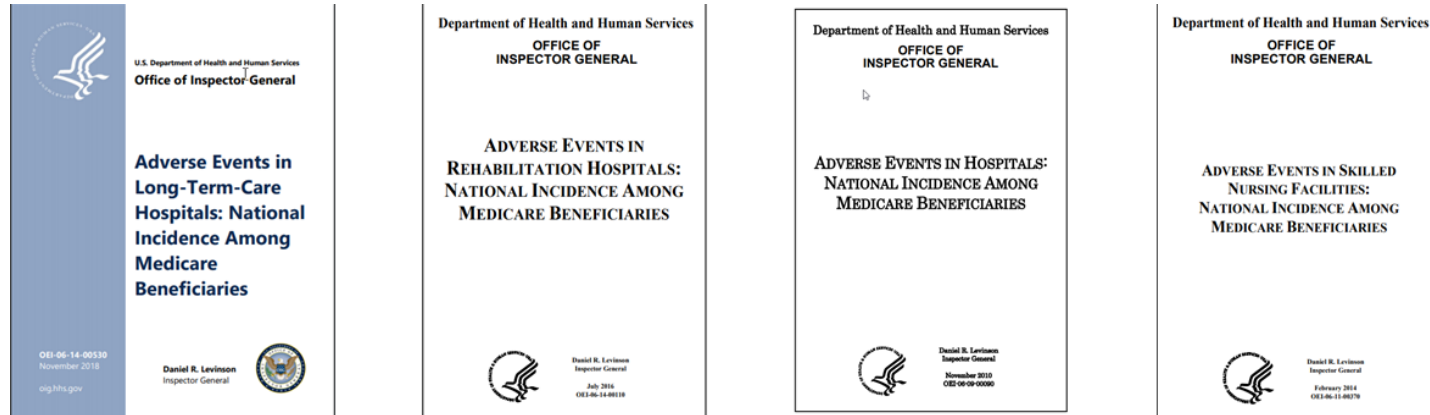 U.S. Department of Health and Human Services
Office of Inspector General
Adverse Events in
Long-Term-Care
Hospitals: National
Incidence Among
Medicare
Beneficiaries
OEI-06-14-00530
November 2018
oig.hhs.gov
Daniel R. Levinson
Inspector General
Department of Health and Human Services
OFFICE OF
INSPECTOR GENERAL
ADVERSE EVENTS IN
REHABILITATION HOSPITALS:
NATIONAL INCIDENCE AMONG
MEDICARE BENEFICIARIES
Daniel R. Levinson
Inspector General
July 2016
OEI-06-14-00110
Department of Health and Human Services
OFFICE OF
INSPECTOR GENERAL
ADVERSE EVENTS IN HOSPITALS:
NATIONAL INCIDENCE AMONG
MEDICARE BENEFICIARIES
Daniel R. Levinson
Inspector General
November 2010
OEI-06-09-00090
Department of Health and Human Services
OFFICE OF
INSPECTOR GENERAL
ADVERSE EVENTS IN SKILLED
NURSING FACILITIES:
NATIONAL INCIDENCE AMONG
MEDICARE BENEFICIARIES
Daniel R. Levinson
Inspector General
February 2014
OEI-06-11-00370